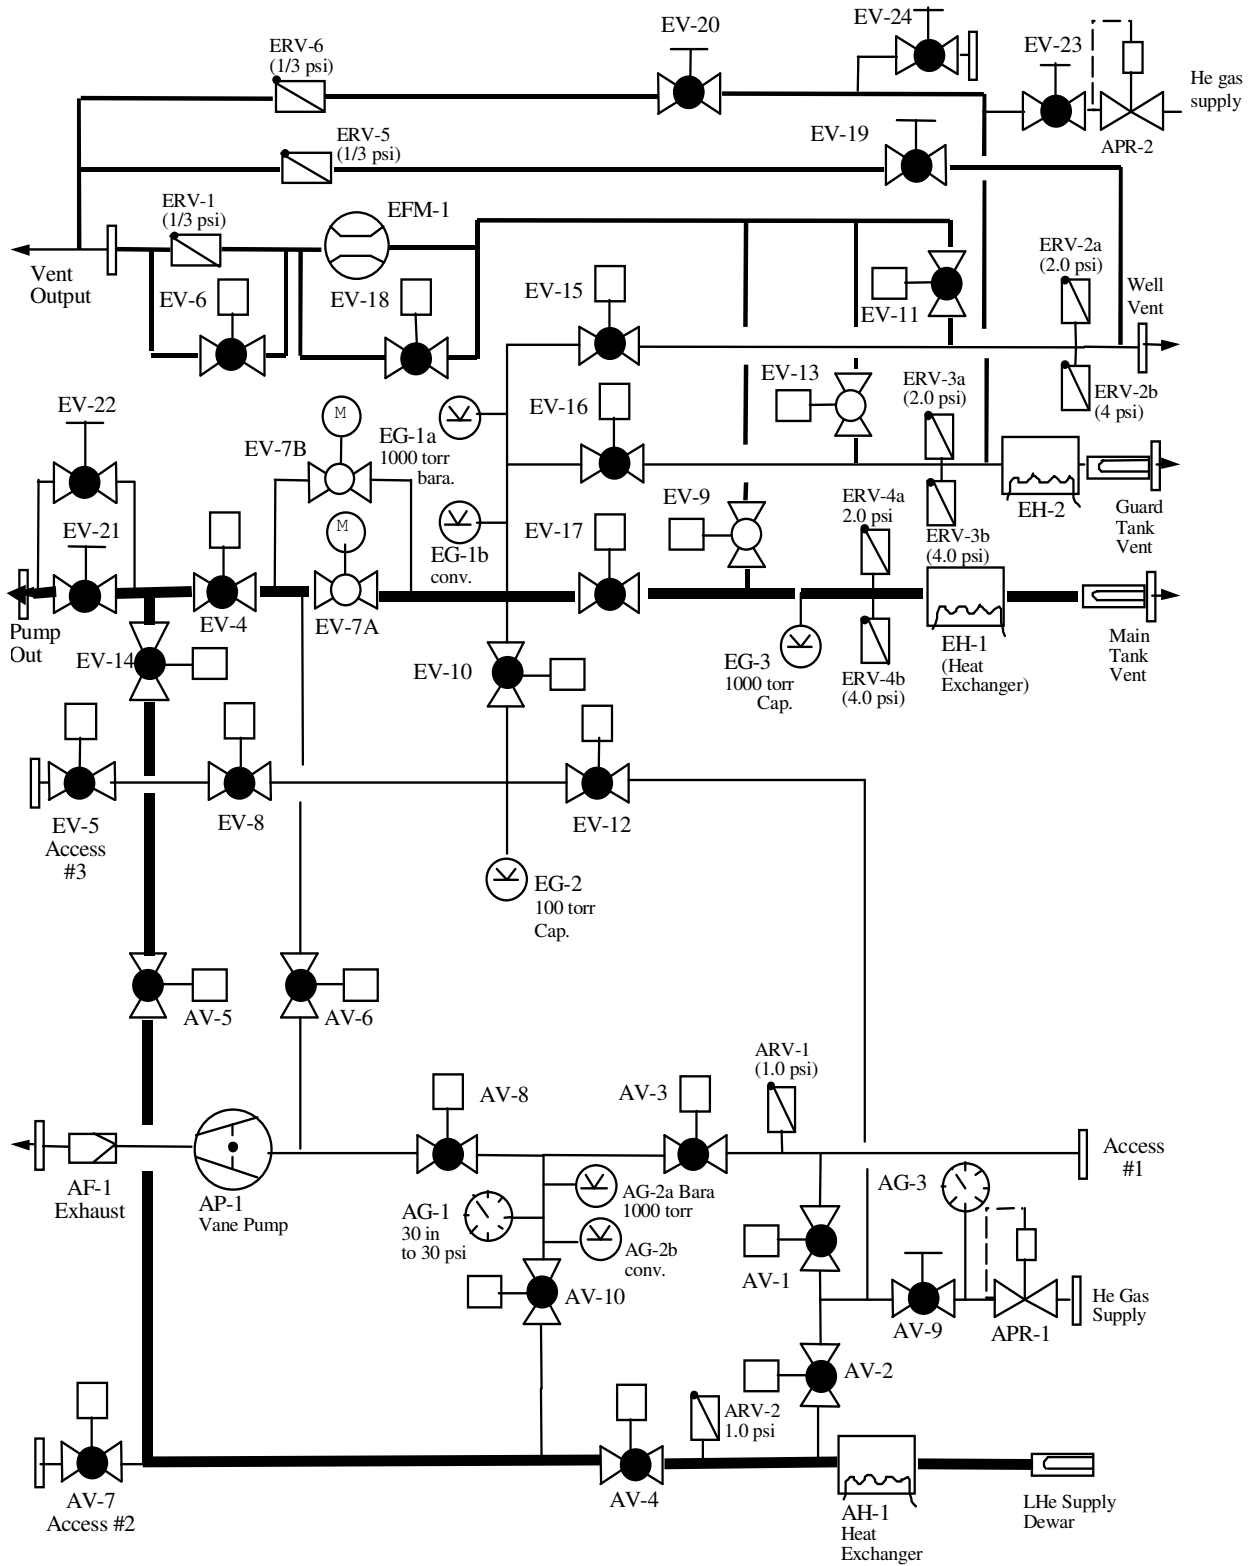 EV-24
EV-20
EV-23
ERV-6
(1/3 psi)
He gas
supply
ERV-5
(1/3 psi)
EV-19
APR-2
ERV-1
(1/3 psi)
EFM-1
ERV-2a
(2.0 psi)
Vent
Output
EV-6
EV-18
EV-15
EV-11
Well
Vent
EV-13
ERV-3a
(2.0 psi)
ERV-2b
(4 psi)
EV-22
M
EV-16
EV-7B
EG-1a
1000 torr
bara.
EV-9
ERV-4a
2.0 psi
EH-2
Guard
Tank
Vent
EV-21
M
EG-1b
conv.
EV-17
ERV-3b
(4.0 psi)
Pump
Out
EV-4
EV-7A
EV-14
EV-10
EG-3
1000 torr
Cap.
ERV-4b
(4.0 psi)
EH-1
(Heat
Exchanger)
Main
Tank
Vent
EV-5
Access
#3
EV-8
EV-12
EG-2
100 torr
Cap.
AV-5
AV-6
ARV-1
(1.0 psi)
AV-8
AV-3
Access
#1
AF-1
Exhaust
AP-1
Vane Pump
AG-1
30 in
to 30 psi
AG-2a Bara
1000 torr
AG-3
AG-2b
conv.
AV-1
AV-10
AV-9
APR-1
He Gas
Supply
AV-2
ARV-2
1.0 psi
AV-7
Access #2
AV-4
AH-1
Heat
Exchanger
LHe Supply
Dewar